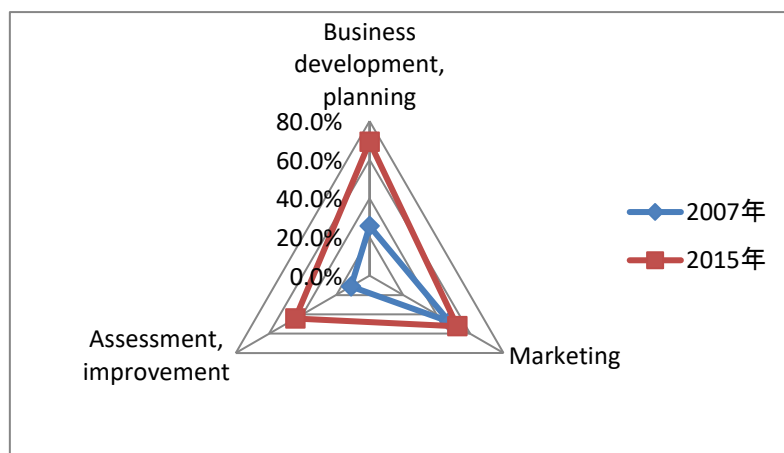 Business
development,
planning
80.0%
60.0%
40.0%
20.0%
0.0%
2007年
2015年
Assessment,
improvement
Marketing